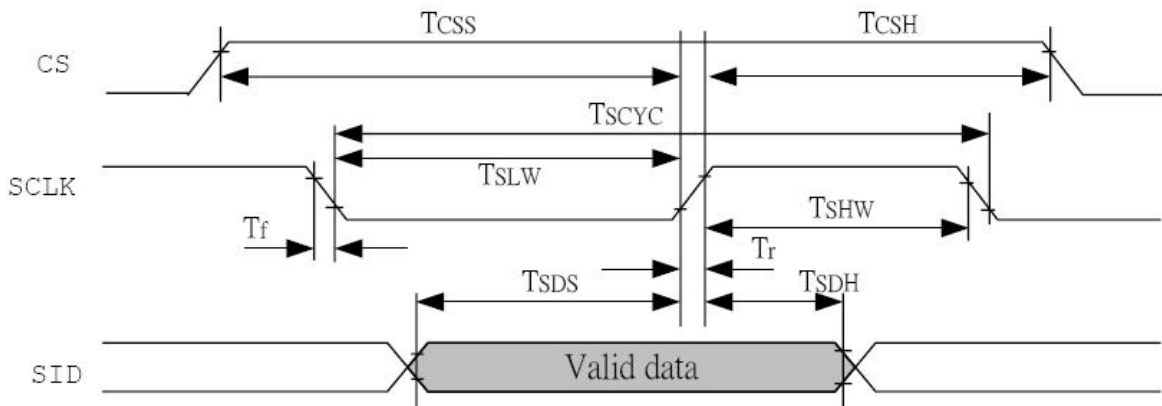 TCSS TCSH
CS
TSCYC
TSLW
SCLK
TSHW
Tf
Tr
TSDS TSDH
Valid data
SID